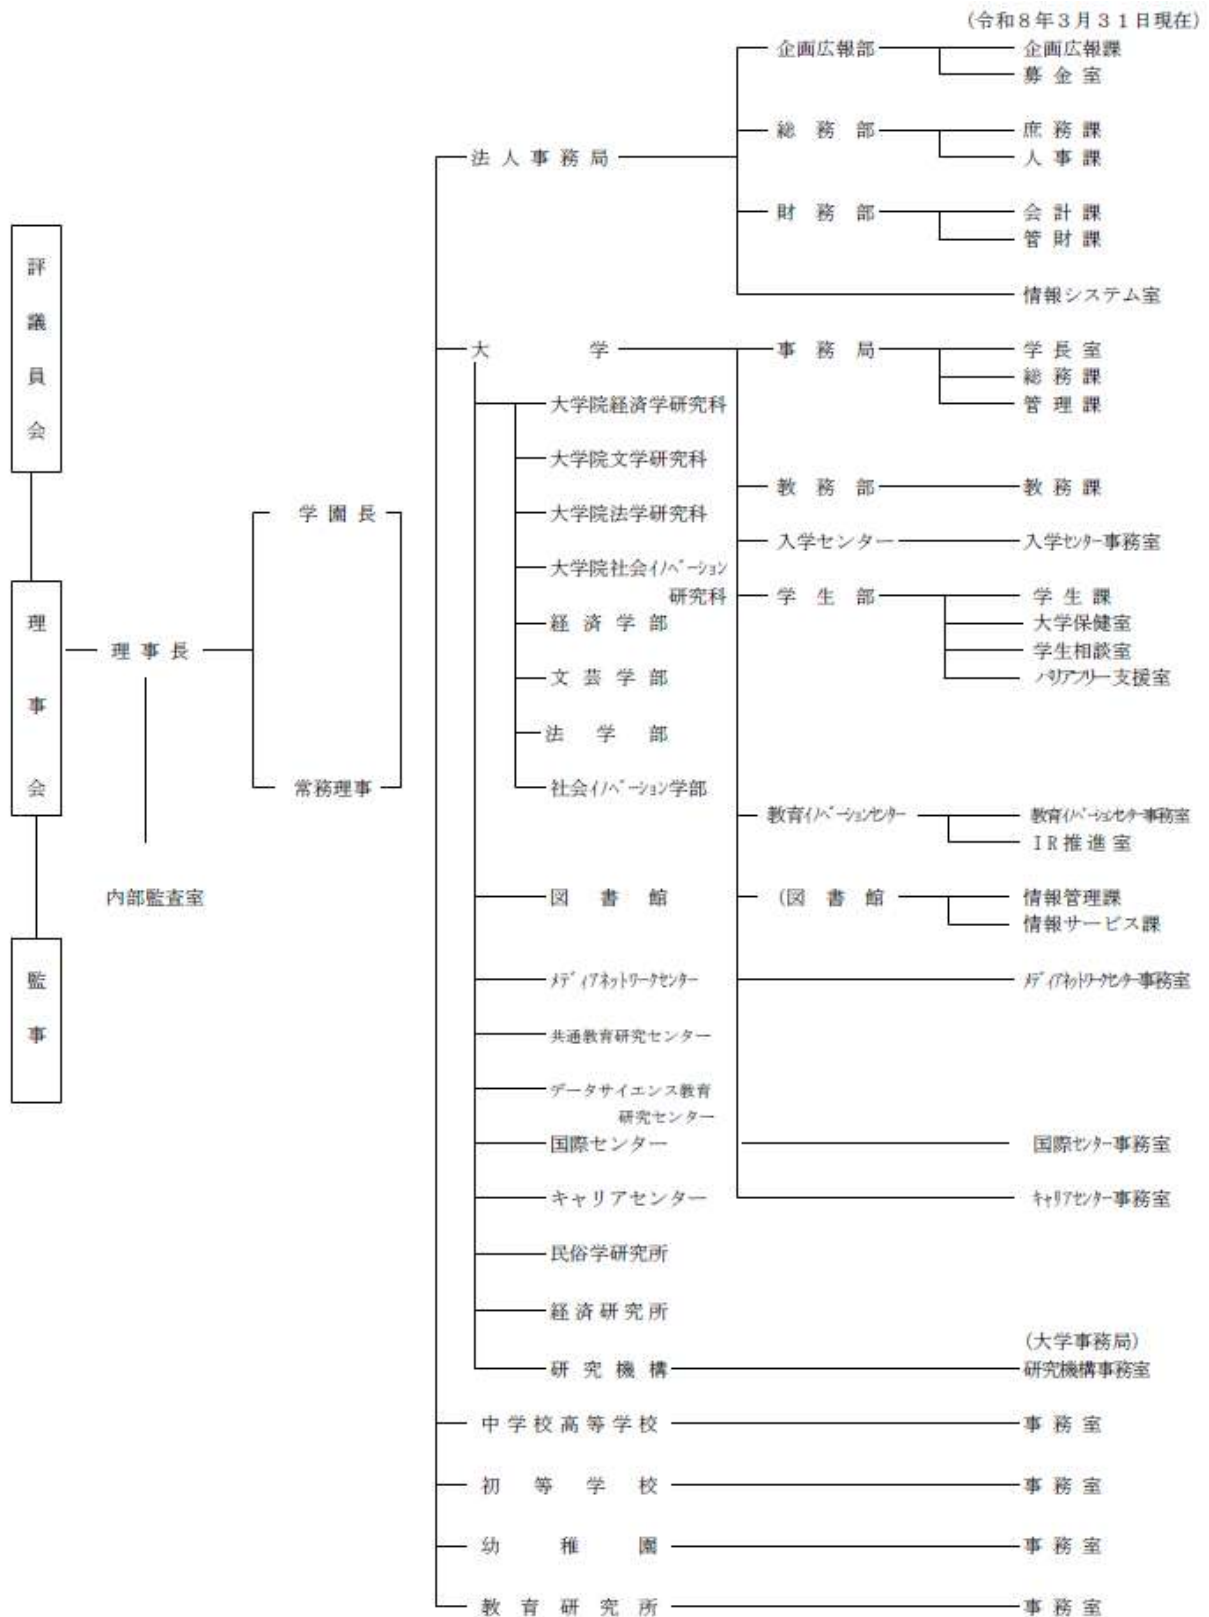 (令和8年3月31日現在)
企画広報部 企画広報課
募金室
総務部 庶務課
法人事務局 人事課
財務部 会計課
管財課
評議員会
情報システム室
大学 事務局 学長室
総務課
大学院経済学研究科 管理課
大学院文学研究科
教務部 教務課
学園長 大学院法学研究科
入学センター 入学センター事務室
大学院社会イノベーション
研究科 学生部 学生課
経済学部 大学保健室
理事会 理事長 学生相談室
文芸学部 バリアフリー支援室
法学部
常務理事 社会イノベーション学部
教育イノベーションセンター 教育イノベーションセンター事務室
IR推進室
内部監査室 図書館 (図書館 情報管理課
情報サービス課
監事 メディアネットワークセンター メディアネットワークセンター事務室
共通教育研究センター
データサイエンス教育
研究センター
国際センター 国際センター事務室
キャリアセンター キャリアセンター事務室
民俗学研究所
経済研究所
(大学事務局)
研究機構 研究機構事務室
中学校高等学校 事務室
初等学校 事務室
幼稚園 事務室
教育研究所 事務室